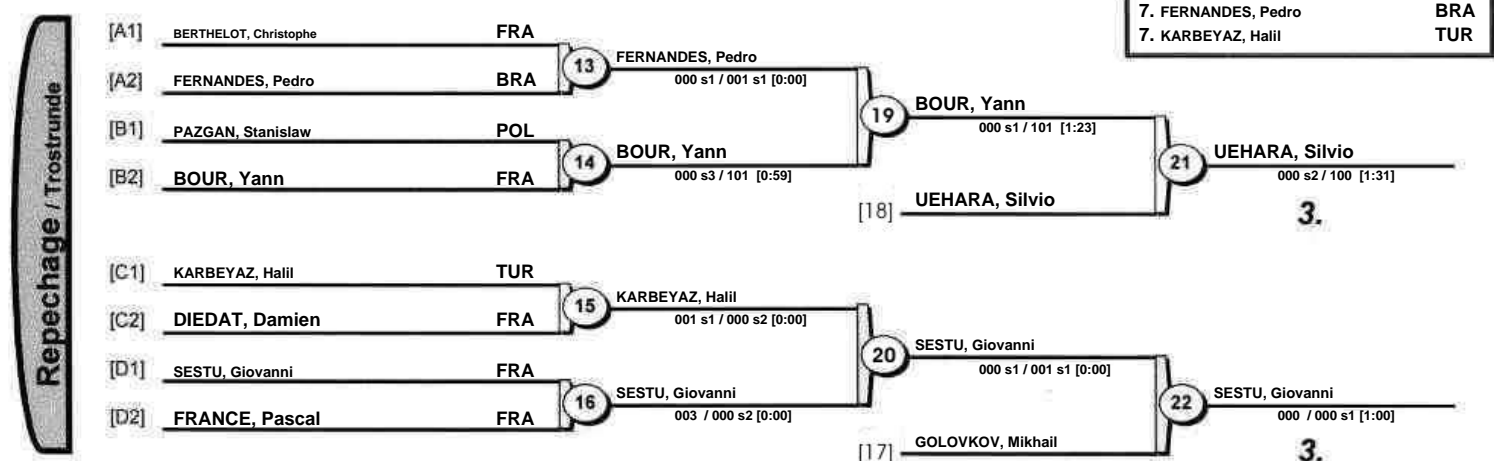 7. FERNANDES, Pedro BRA
7. KARBEYAZ, Halil TUR
Repechage / Trostrunde
[A1] BERTHELOT, Christophe FRA
[A2] FERNANDES, Pedro BRA
13 FERNANDES, Pedro
000 s1 / 001 s1 [0:00]
[B1] PAZGAN, Stanislaw POL
[B2] BOUR, Yann FRA
14 BOUR, Yann
000 s3 / 101 [0:59]
19 BOUR, Yann
000 s1 / 101 [1:23]
[18] UEHARA, Silvio
21 UEHARA, Silvio
000 s2 / 100 [1:31]
3.
[C1] KARBEYAZ, Halil TUR
[C2] DIEDAT, Damien FRA
15 KARBEYAZ, Halil
001 s1 / 000 s2 [0:00]
[D1] SESTU, Giovanni FRA
[D2] FRANCE, Pascal FRA
16 SESTU, Giovanni
003 / 000 s2 [0:00]
20 SESTU, Giovanni
000 s1 / 001 s1 [0:00]
[17] GOLOVKOV, Mikhail
22 SESTU, Giovanni
000 / 000 s1 [1:00]
3.